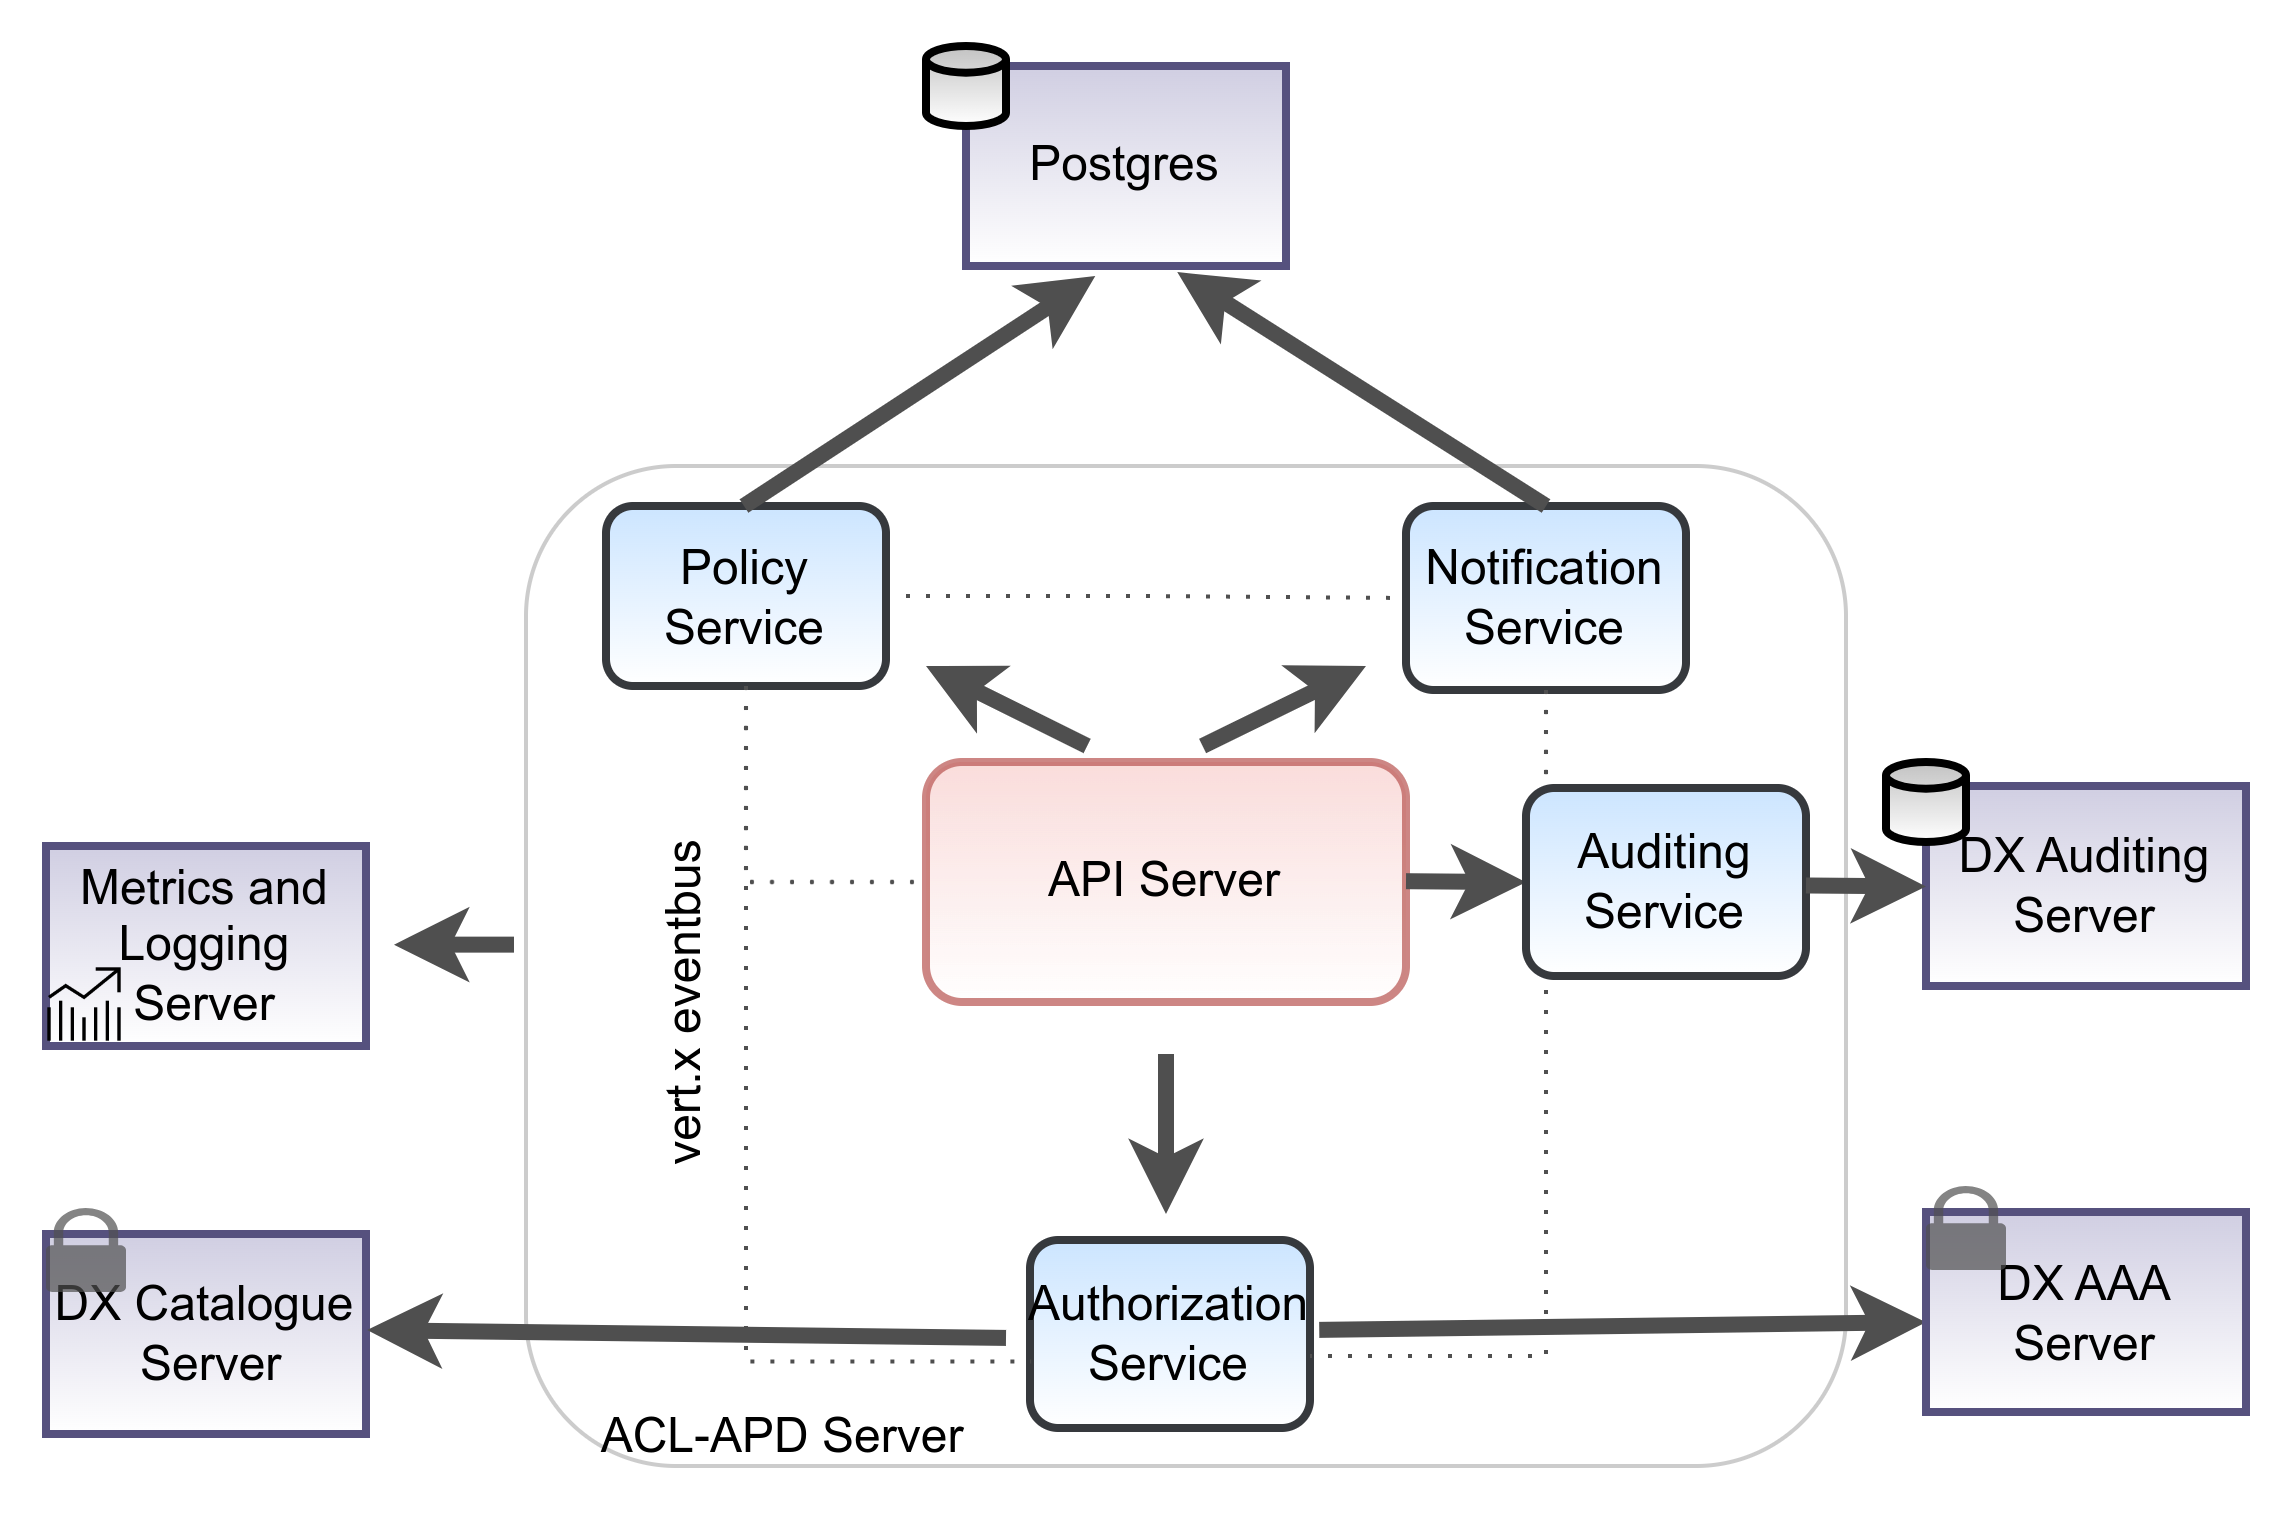 Postgres
Policy
Service
Notification
Service
API Server
Auditing
Service
DX Auditing
Server
Metrics and
Logging
Server
vert.x eventbus
DX Catalogue
Server
Authorization
Service
DX AAA
Server
ACL-APD Server